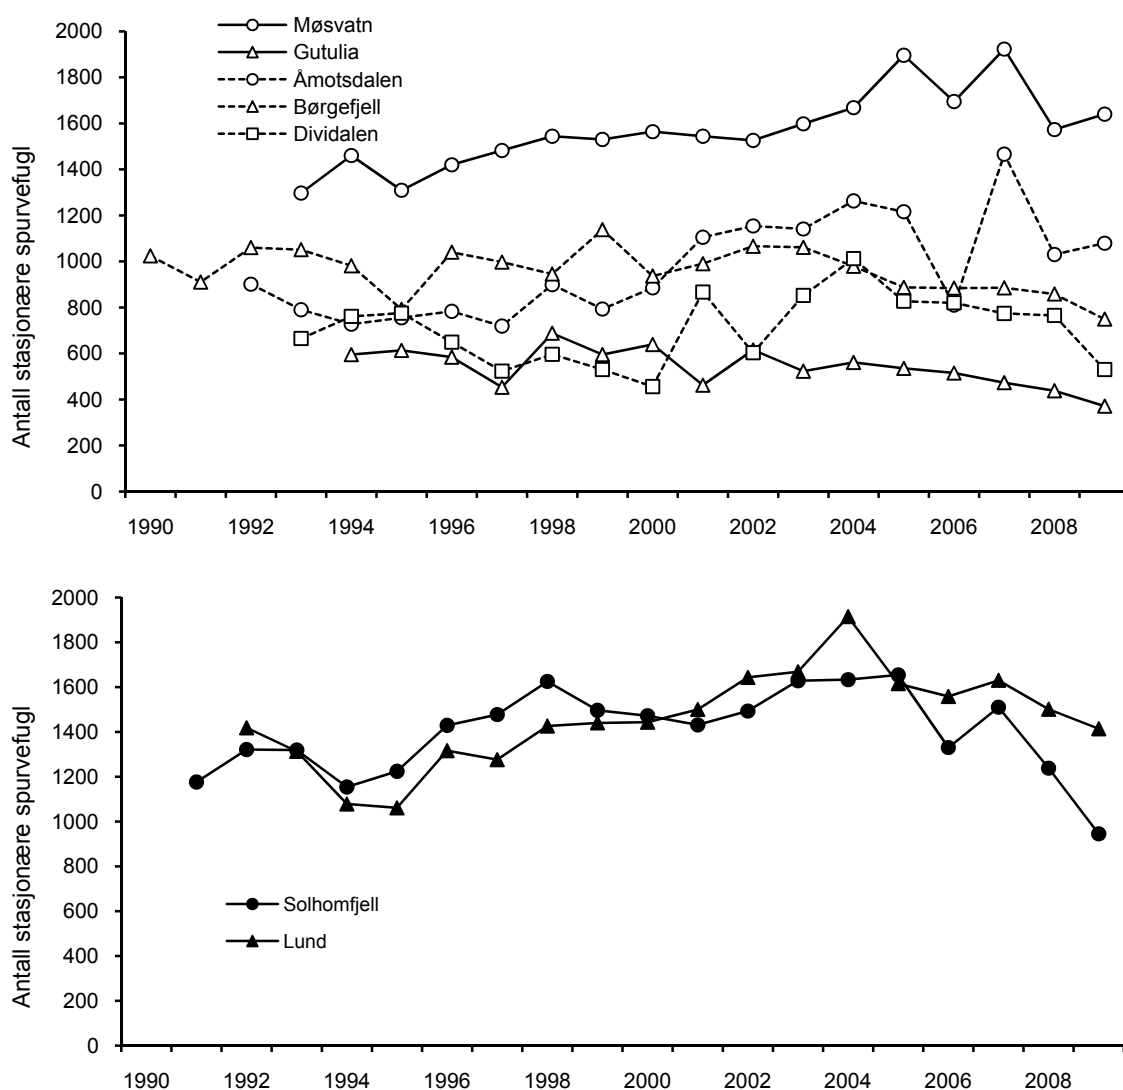 Møsvatn
Gutulia
Åmotsdalen
Børgefjell
Dividalen
Antall stasjonære spurvefugl
2000
1800
1600
1400
1200
1000
800
600
400
200
0
1990 1992 1994 1996 1998 2000 2002 2004 2006 2008
Antall stasjonære spurvefugl
2000
1800
1600
1400
1200
1000
800
600
400
200
0
Solhomfjell
Lund
1990 1992 1994 1996 1998 2000 2002 2004 2006 2008